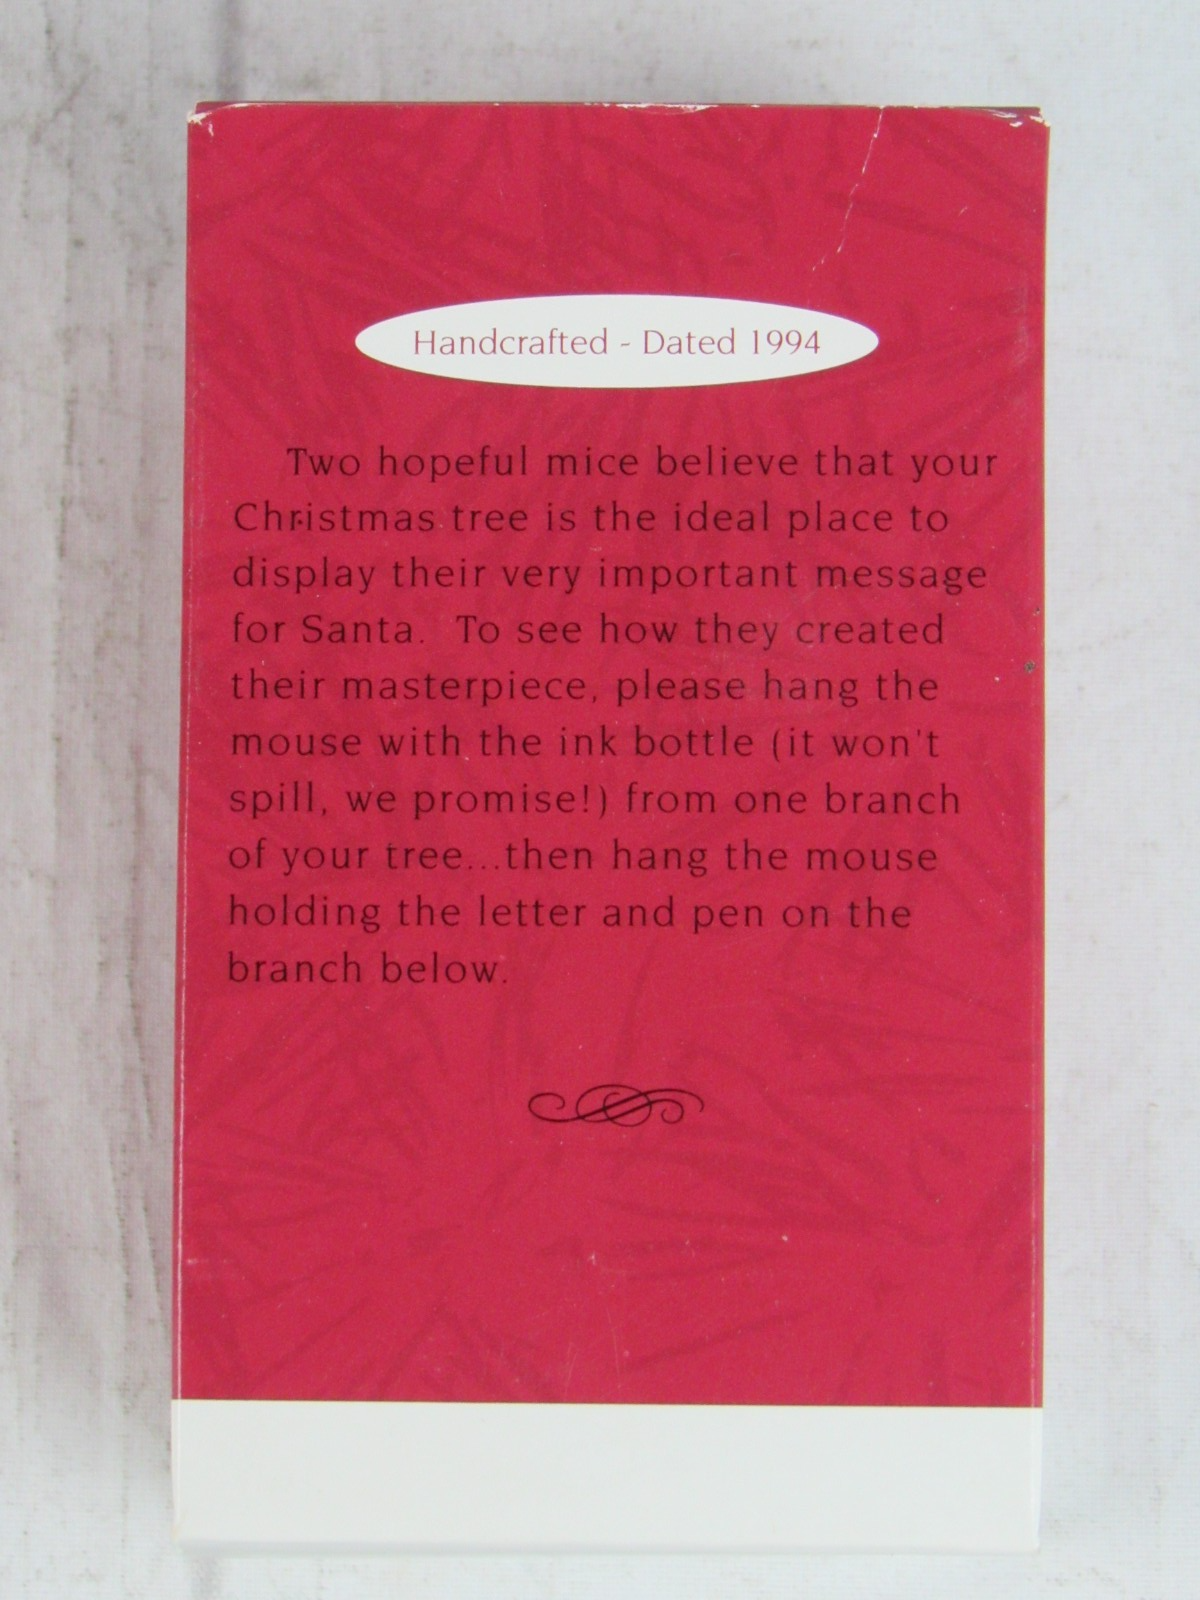 Handcrafted - Dated 1994
Two hopeful mice believe that your
Christmas tree is the ideal place to
display their very important message
for Santa.  To see how they created
their masterpiece, please hang the
mouse with the ink bottle (it won't
spill, we promise!) from one branch
of your tree...then hang the mouse
holding the letter and pen on the
branch below.